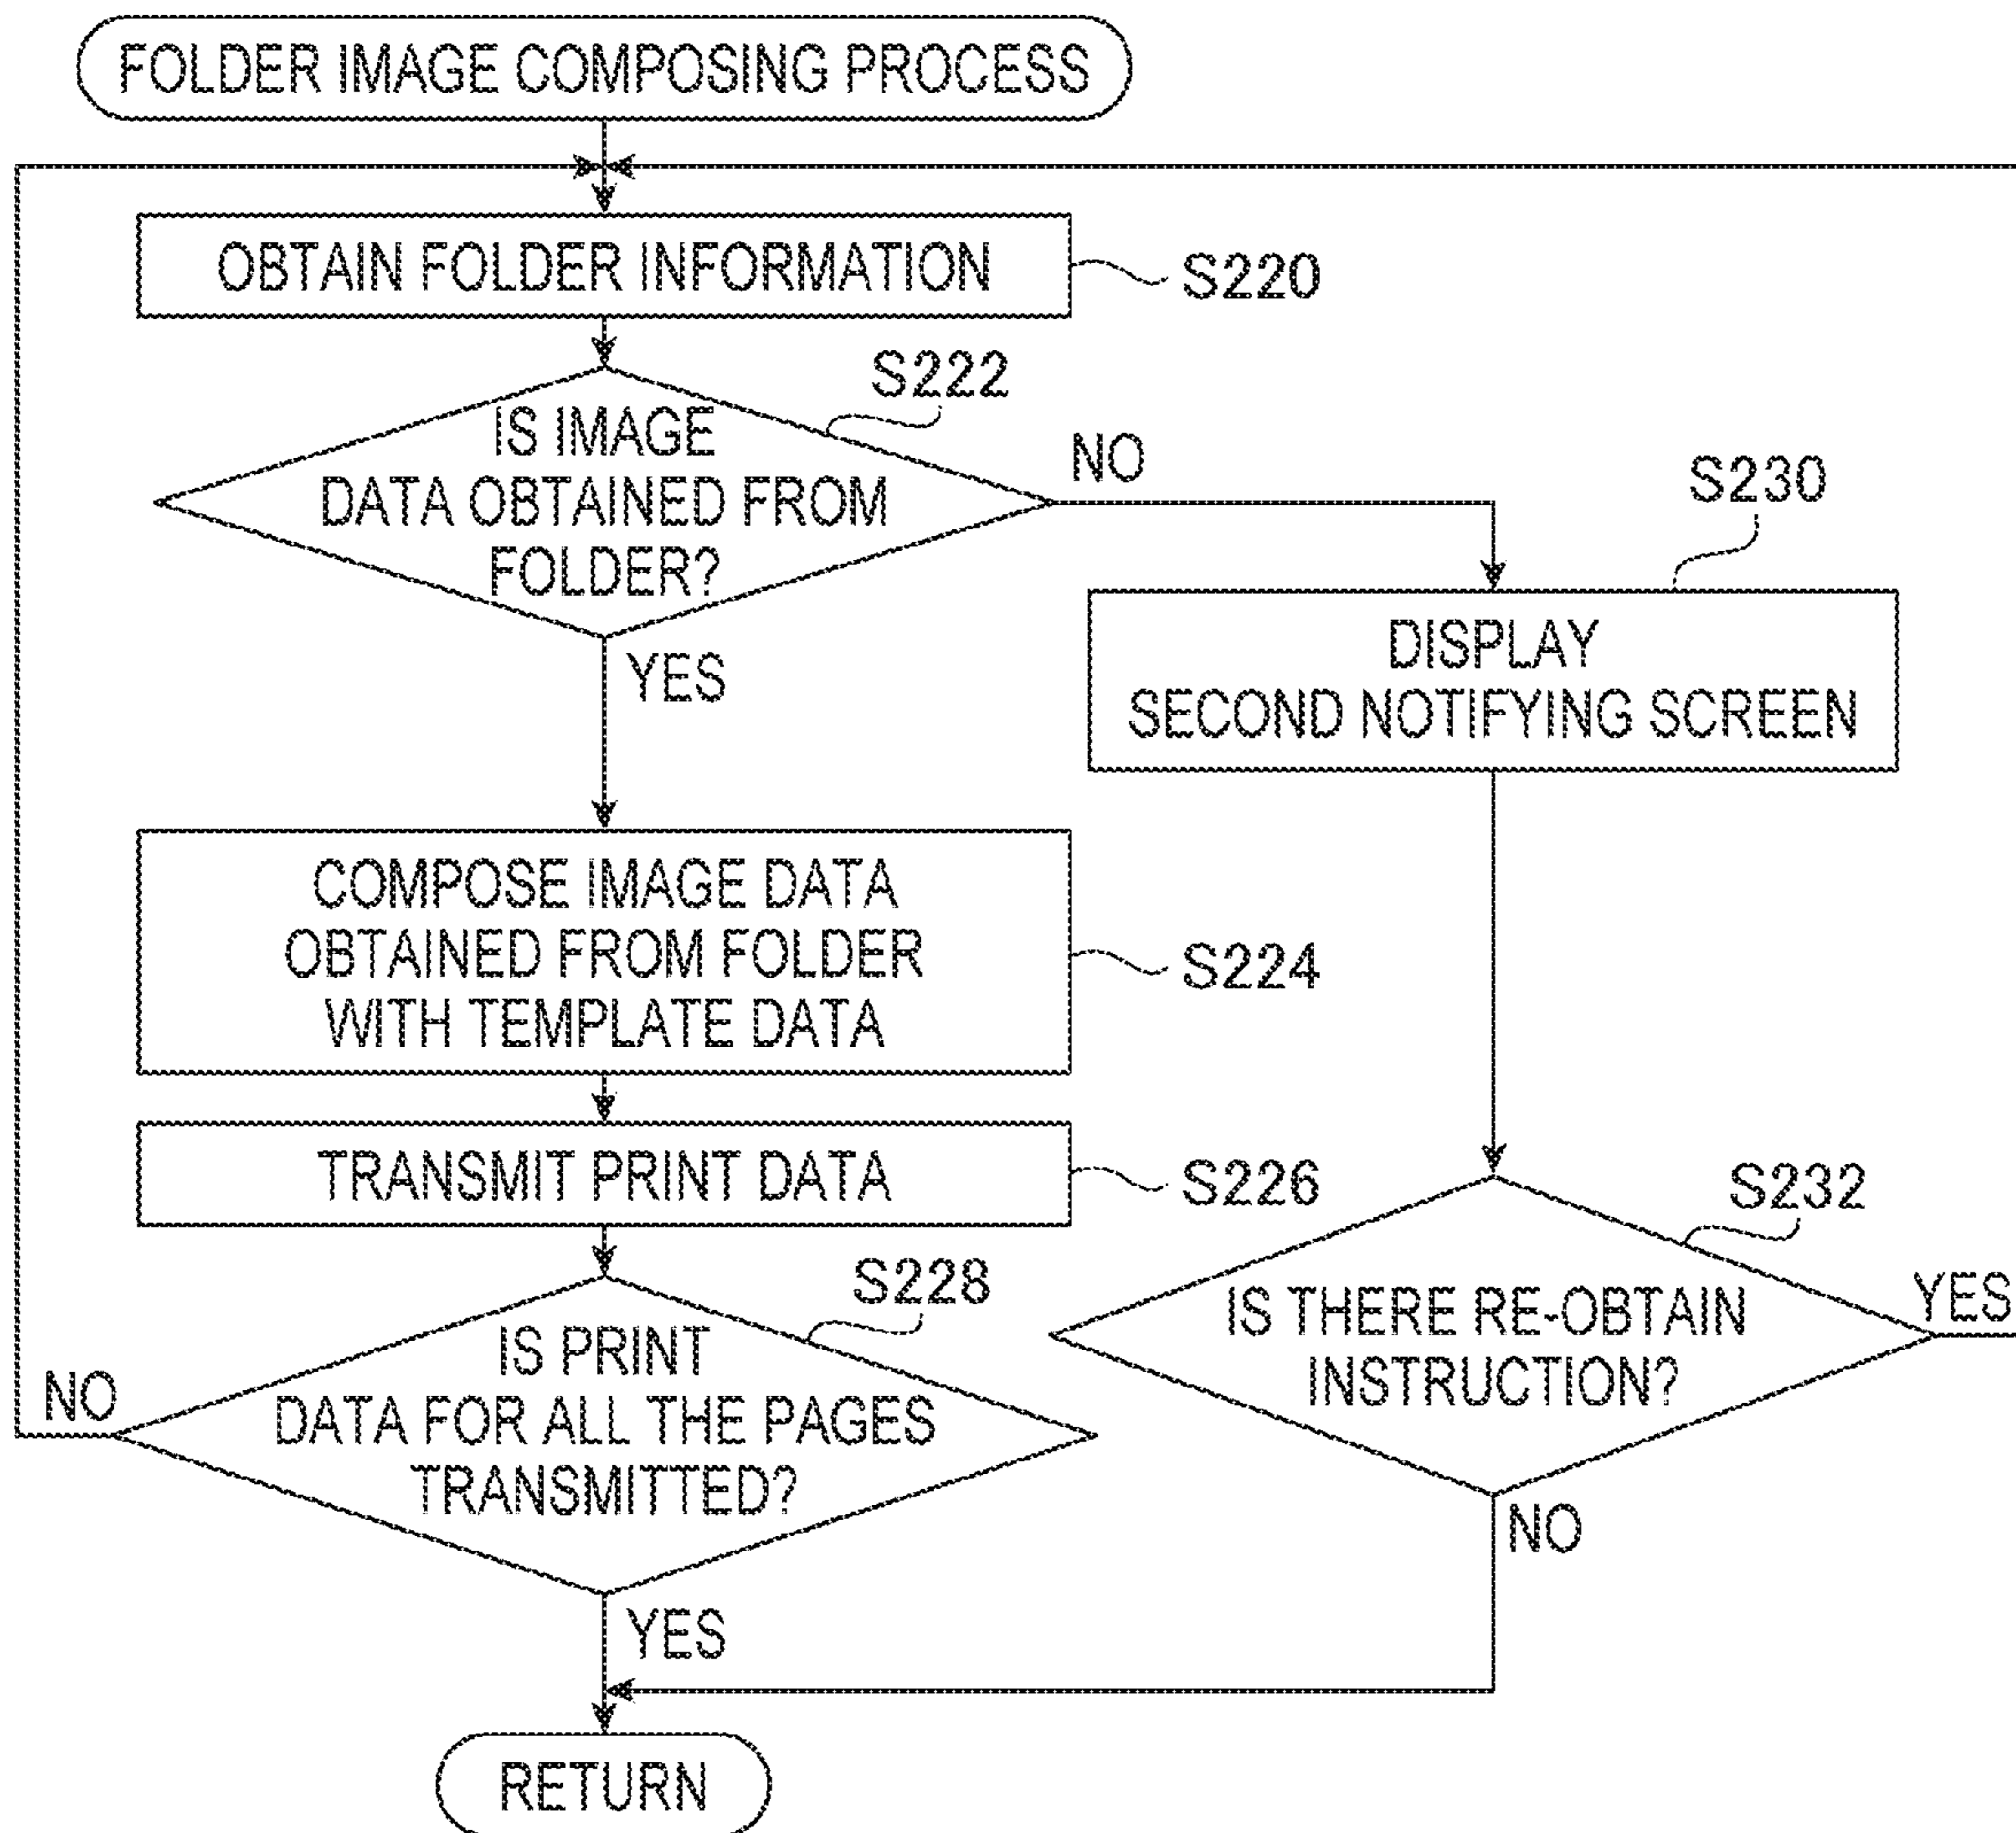 FOLDER IMAGE COMPOSING PROCESS
OBTAIN FOLDER INFORMATION
S220
S222
IS IMAGE
DATA OBTAINED FROM
FOLDER?
NO
YES
S230
DISPLAY
SECOND NOTIFYING SCREEN
COMPOSE IMAGE DATA
OBTAINED FROM FOLDER
WITH TEMPLATE DATA
S224
TRANSMIT PRINT DATA
S226
S228
IS PRINT
DATA FOR ALL THE PAGES
TRANSMITTED?
NO
YES
S232
IS THERE RE-OBTAIN
INSTRUCTION?
YES
NO
RETURN